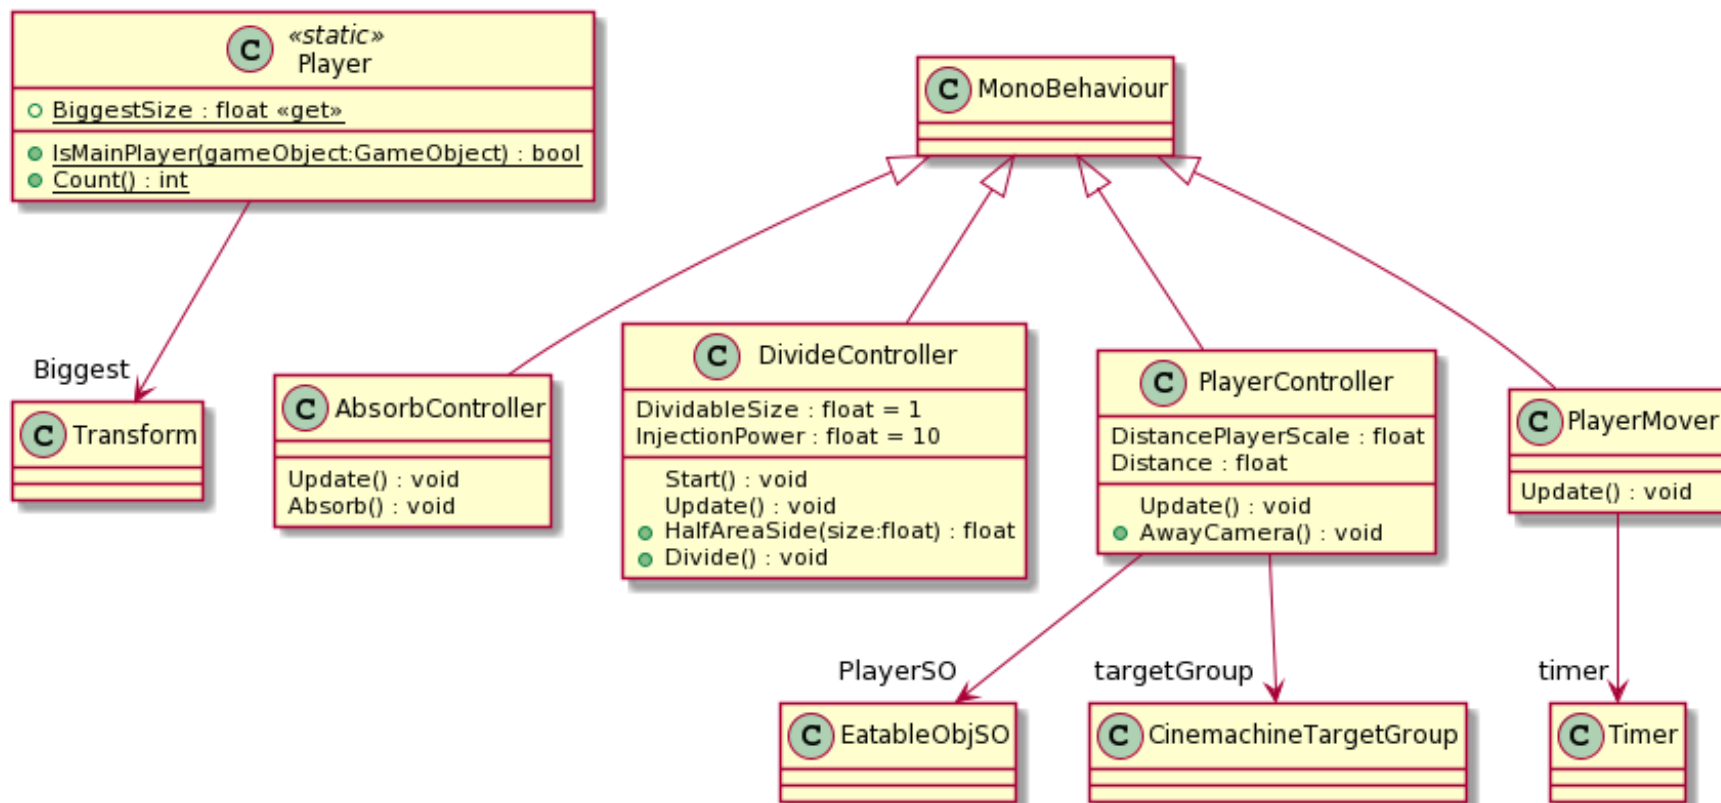 C «static»
Player
BiggestSize : float «get»
IsMainPlayer(gameObject:GameObject) : bool
Count() : int
C MonoBehaviour
Biggest
C Transform
C AbsorbController
Update() : void
Absorb() : void
C DivideController
DividableSize : float = 1
InjectionPower : float = 10
Start() : void
Update() : void
HalfAreaSide(size:float) : float
Divide() : void
C PlayerController
DistancePlayerScale : float
Distance : float
Update() : void
AwayCamera() : void
C PlayerMover
Update() : void
PlayerSO
targetGroup
timer
C EatableObjSO
C CinemachineTargetGroup
C Timer